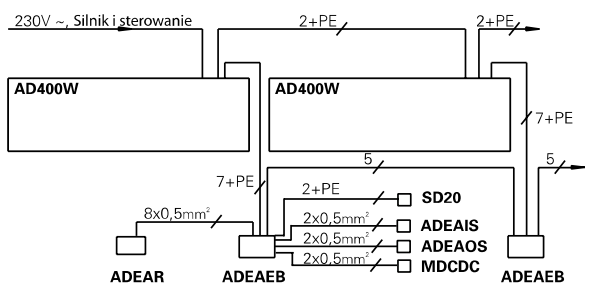 230V ~, Silnik i sterowanie
2+PE
2+PE
AD400W
AD400W
7+PE
5
5
7+PE
2+PE
SD20
8x0,5mm²
2x0,5mm²
ADEAIS
2x0,5mm²
ADEAOS
2x0,5mm²
MDCDC
ADEAR
ADEAEB
ADEAEB